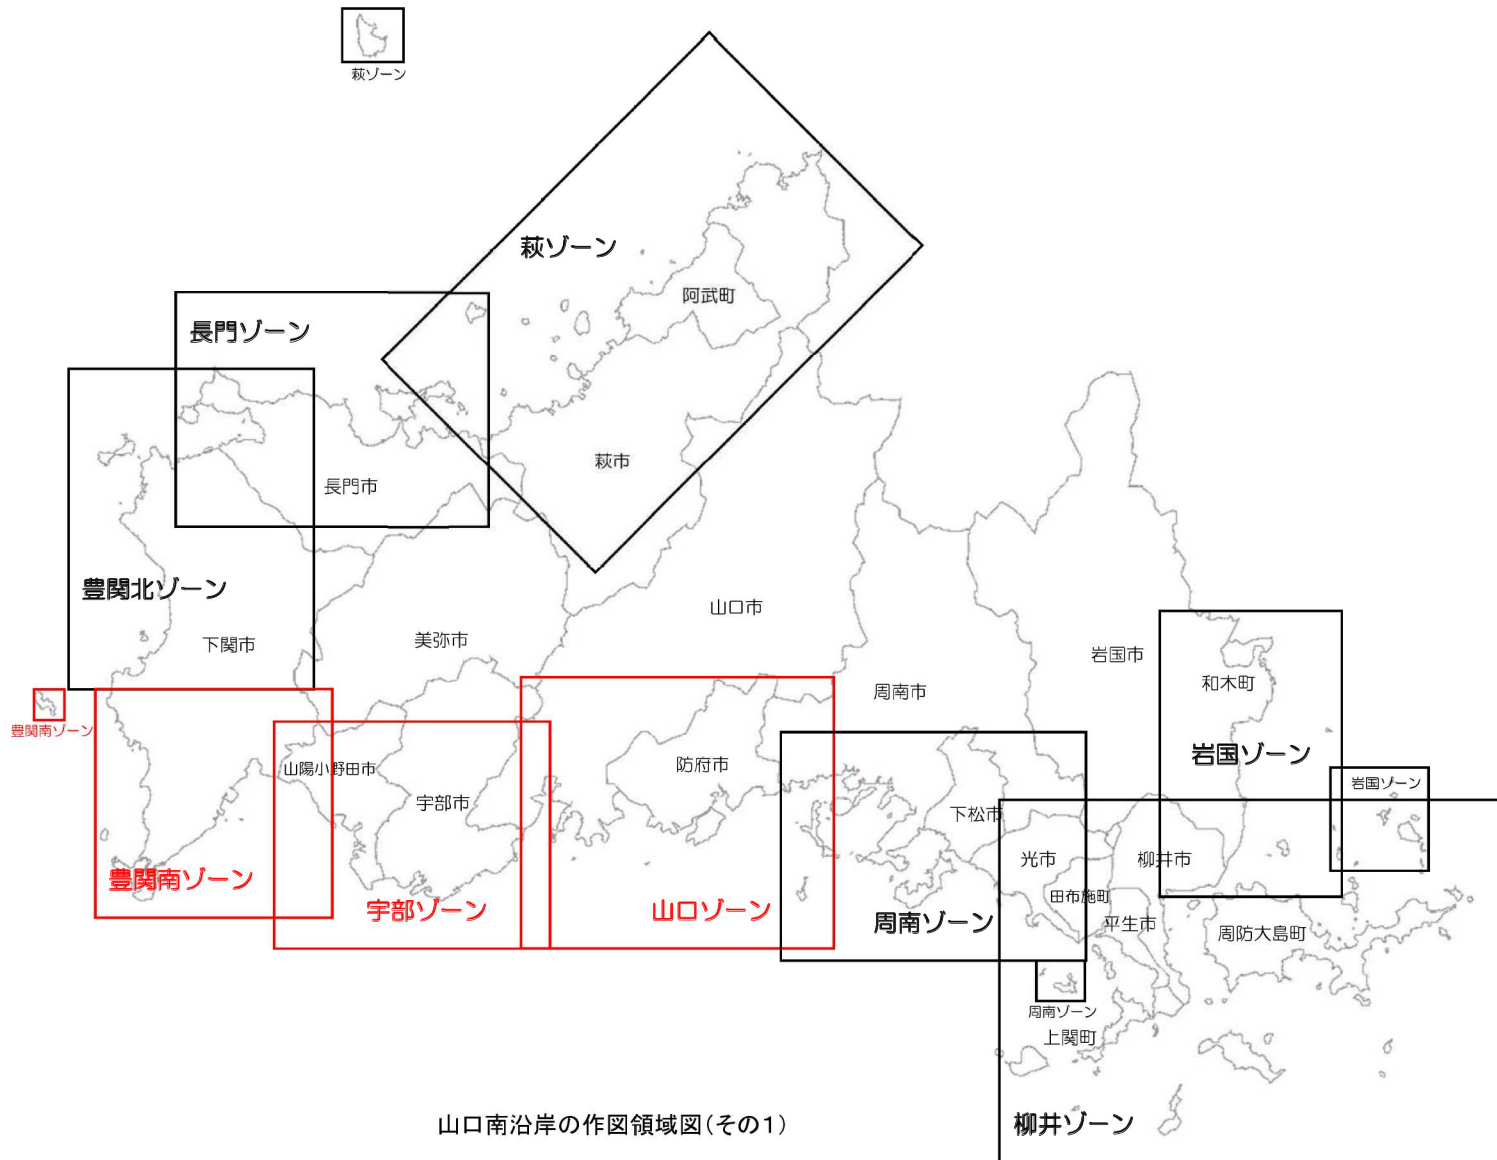 萩ゾーン
萩ゾーン
阿武町
長門ゾーン
萩市
長門市
豊関北ゾーン
山口市
下関市
美弥市
岩国市
和木町
周南市
豊関南ゾーン
岩国ゾーン
防府市
山陽小野田市
岩国ゾーン
宇部市
下松市
光市
柳井市
豊関南ゾーン
田布施町
宇部ゾーン
山口ゾーン
周南ゾーン
平生市
周防大島町
周南ゾーン
上関町
山口南沿岸の作図領域図(その1)
柳井ゾーン